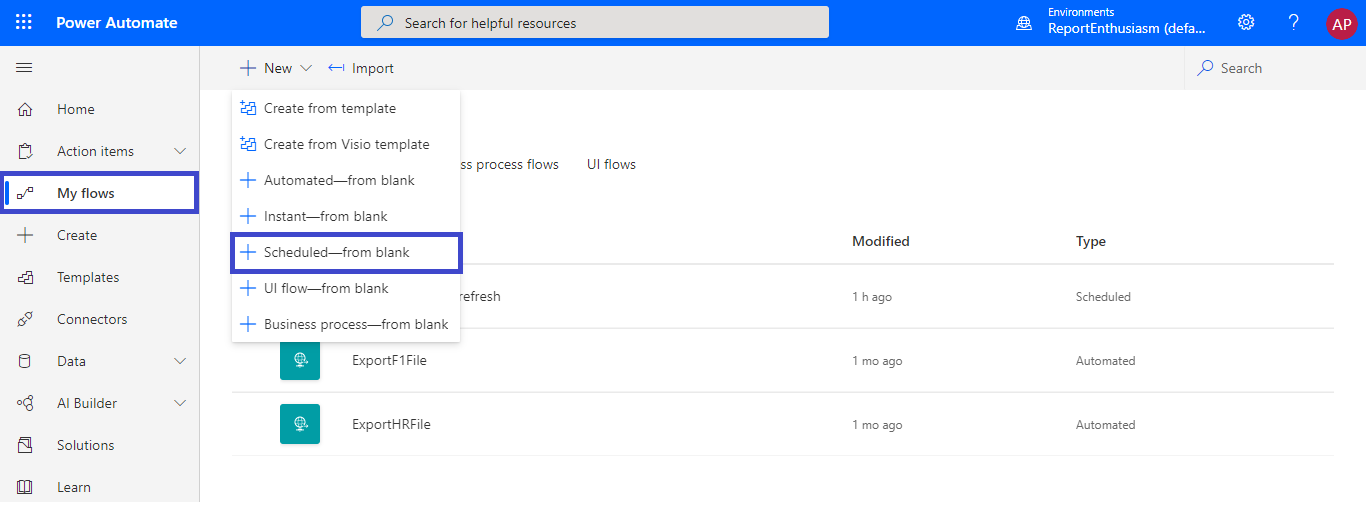 Power Automate
Search for helpful resources
Environments
ReportEnthusiasm (defa...
?
AP
New
Import
Search
Home
Action items
My flows
Create
Templates
Connectors
Data
AI Builder
Solutions
Learn
Create from template
Create from Visio template
Automated—from blank
Instant—from blank
Scheduled—from blank
UI flow—from blank
Business process—from blank
ss process flows
UI flows
Modified
Type
refresh
1 h ago
Scheduled
ExportF1File
1 mo ago
Automated
ExportHRFile
1 mo ago
Automated